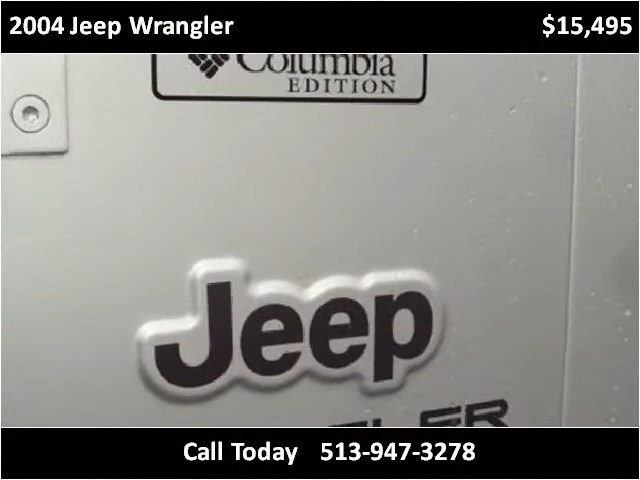 2004 Jeep Wrangler $15,495
Columbia
EDITION
Jeep
Call Today 513-947-3278